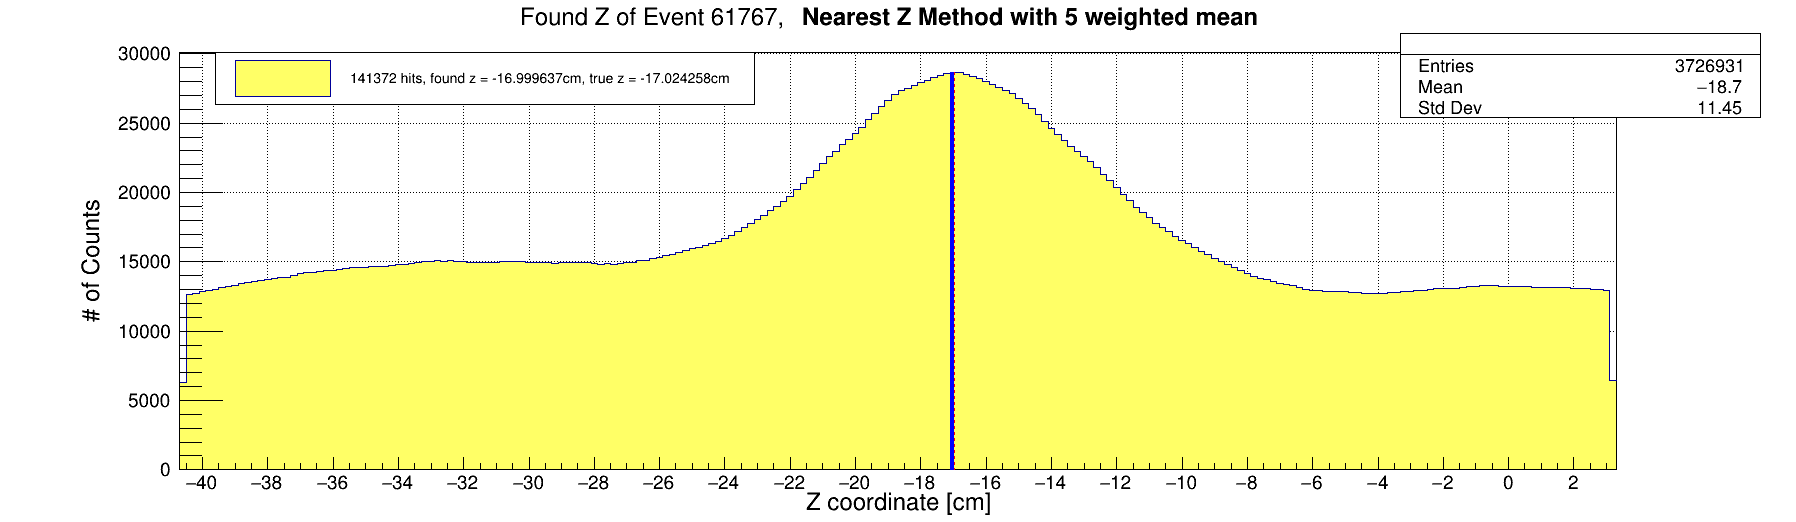 Found Z of Event 61767, Nearest Z Method with 5 weighted mean
30000
25000
20000
15000
10000
5000
0
# of Counts
141372 hits, found z = -16.999637cm, true z = -17.024258cm
Entries 3726931
Mean −18.7
Std Dev 11.45
−40 −38 −36 −34 −32 −30 −28 −26 −24 −22 −20 −18 −16 −14 −12 −10 −8 −6 −4 −2 0 2
Z coordinate [cm]